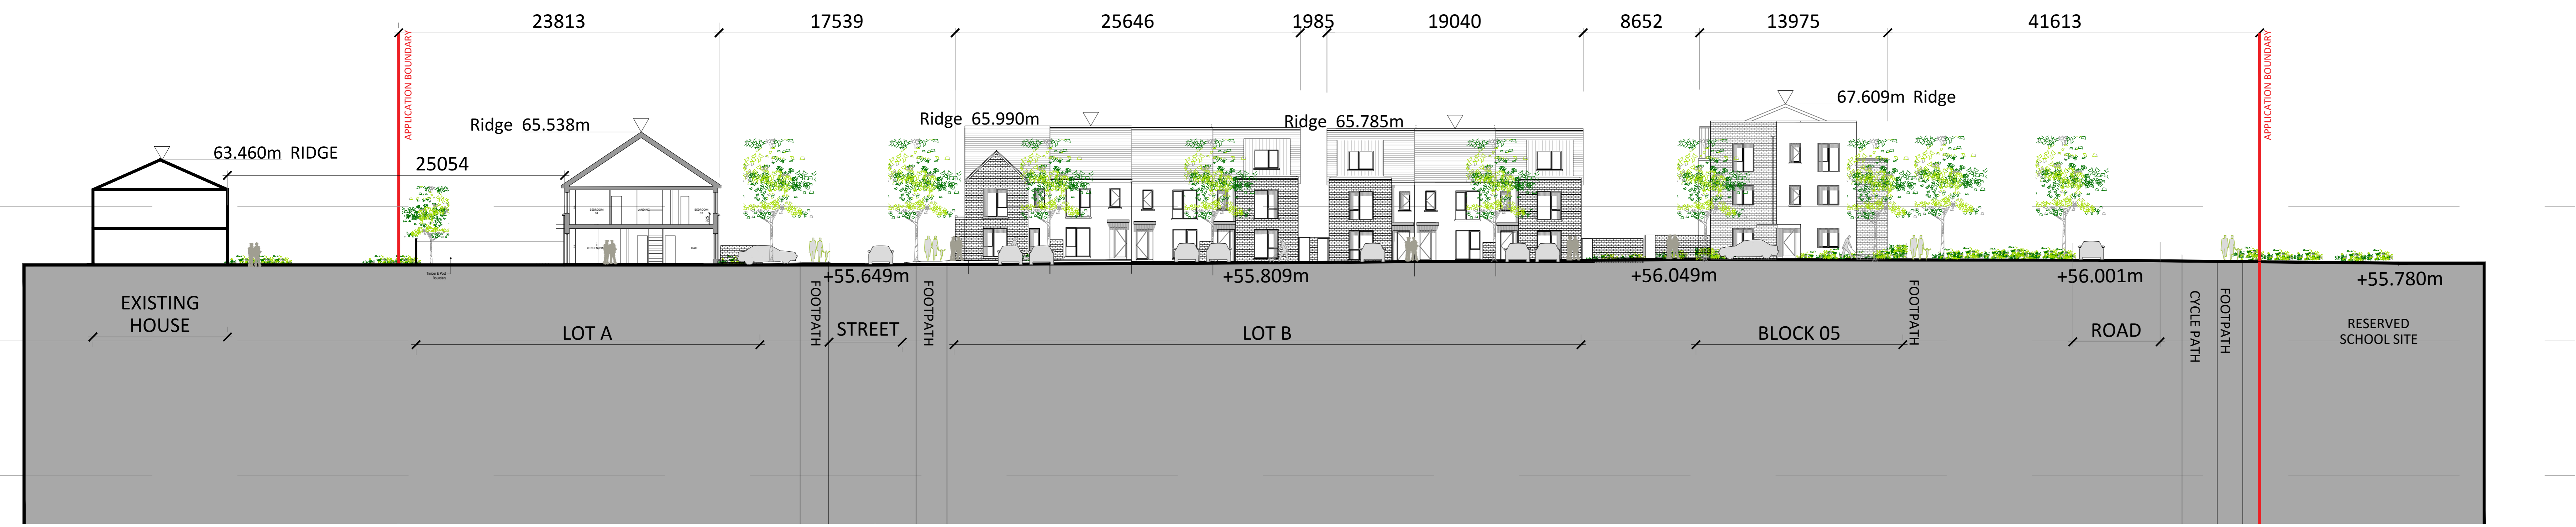 23813
17539
25646
1985
19040
8652
13975
41613
APPLICATION BOUNDARY
APPLICATION BOUNDARY
Ridge 65.538m
Ridge 65.990m
Ridge 65.785m
67.609m Ridge
63.460m RIDGE
25054
+55.649m
+55.809m
+56.049m
+56.001m
+55.780m
EXISTING
HOUSE
LOT A
FOOTPATH
STREET
FOOTPATH
LOT B
BLOCK 05
FOOTPATH
ROAD
CYCLE PATH
FOOTPATH
RESERVED
SCHOOL SITE